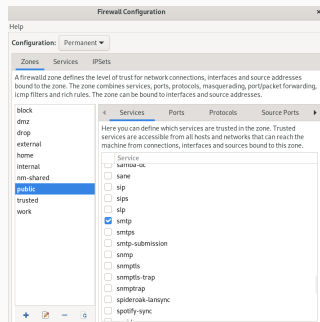 Firewall Configuration
×
Help
Configuration: Permanent
Zones Services IPSets
A firewalld zone defines the level of trust for network connections, interfaces and source addresses
bound to the zone. The zone combines services, ports, protocols, masquerading, port/packet forwarding,
icmp filters and rich rules. The zone can be bound to interfaces and source addresses.
block
dmz
drop
external
home
internal
nm-shared
public
trusted
work
Services Ports Protocols Source Ports
Here you can define which services are trusted in the zone. Trusted
services are accessible from all hosts and networks that can reach the
machine from connections, interfaces and sources bound to this zone.
Service
samba-dc
sane
sip
sips
slp
smtp
smtps
smtp-submission
snmp
snmptls
snmptls-trap
snmptrap
spideroak-lansync
spotify-sync